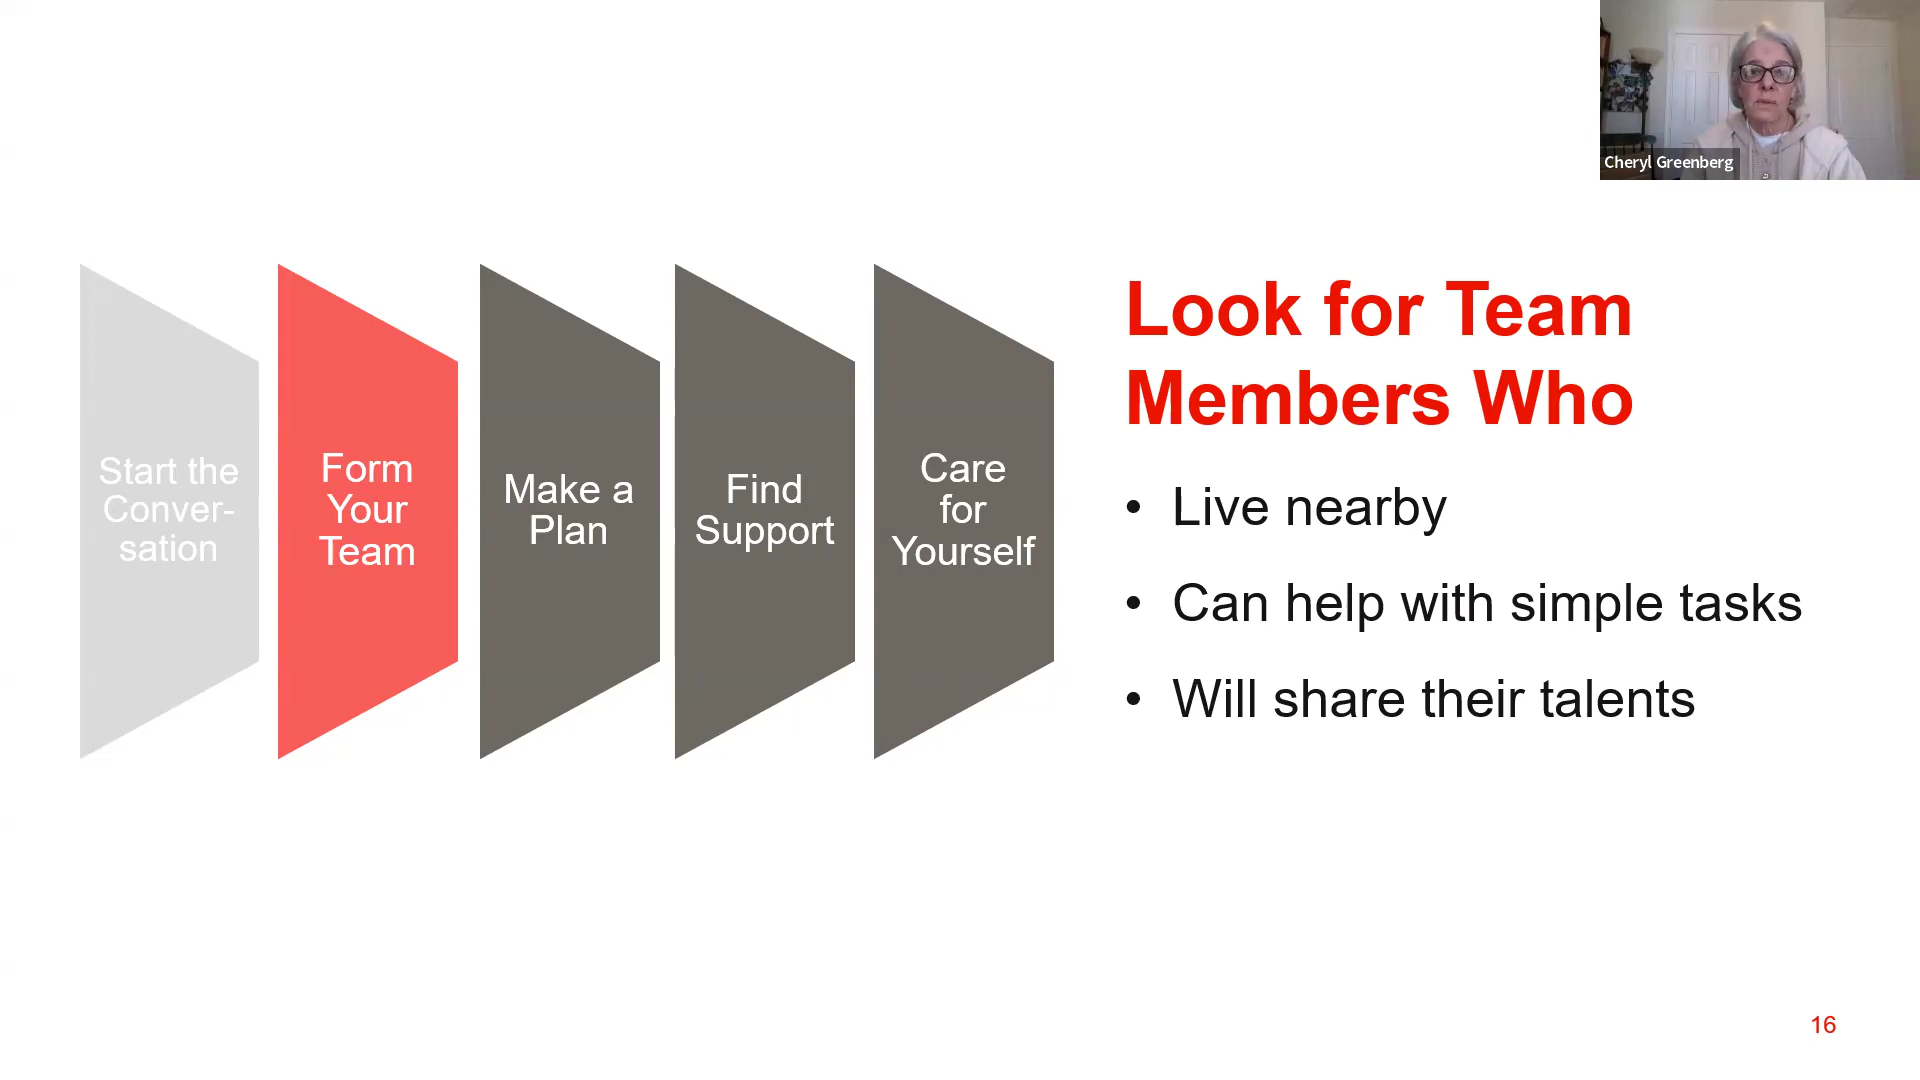 Cheryl Greenberg
Start the
Conver-
sation
Form
Your
Team
Make a
Plan
Find
Support
Care
for
Yourself
Look for Team
Members Who
• Live nearby
• Can help with simple tasks
• Will share their talents
16